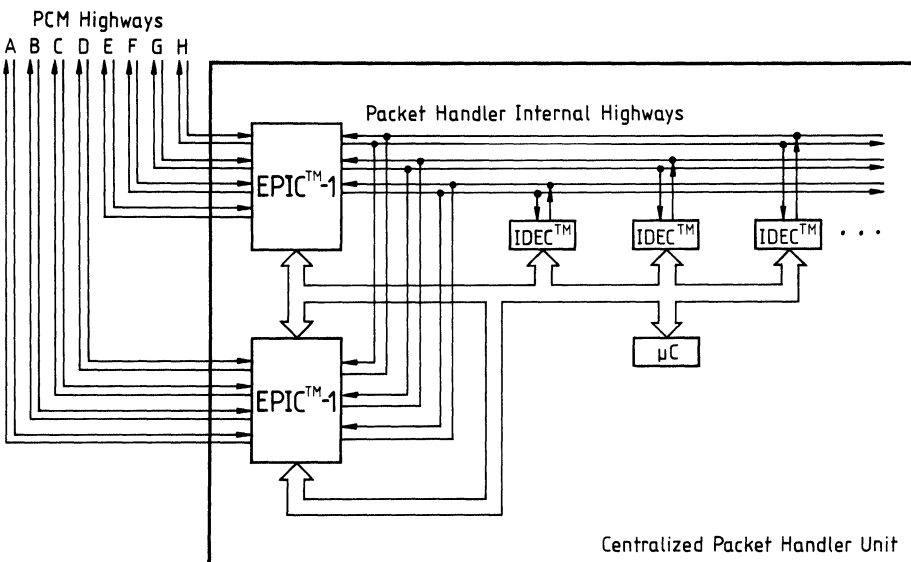 PCM Highways
A B C D E F G H
Packet Handler Internal Highways
EPIC™-1
IDEC™ IDEC™ IDEC™ ...
µC
EPIC™-1
Centralized Packet Handler Unit